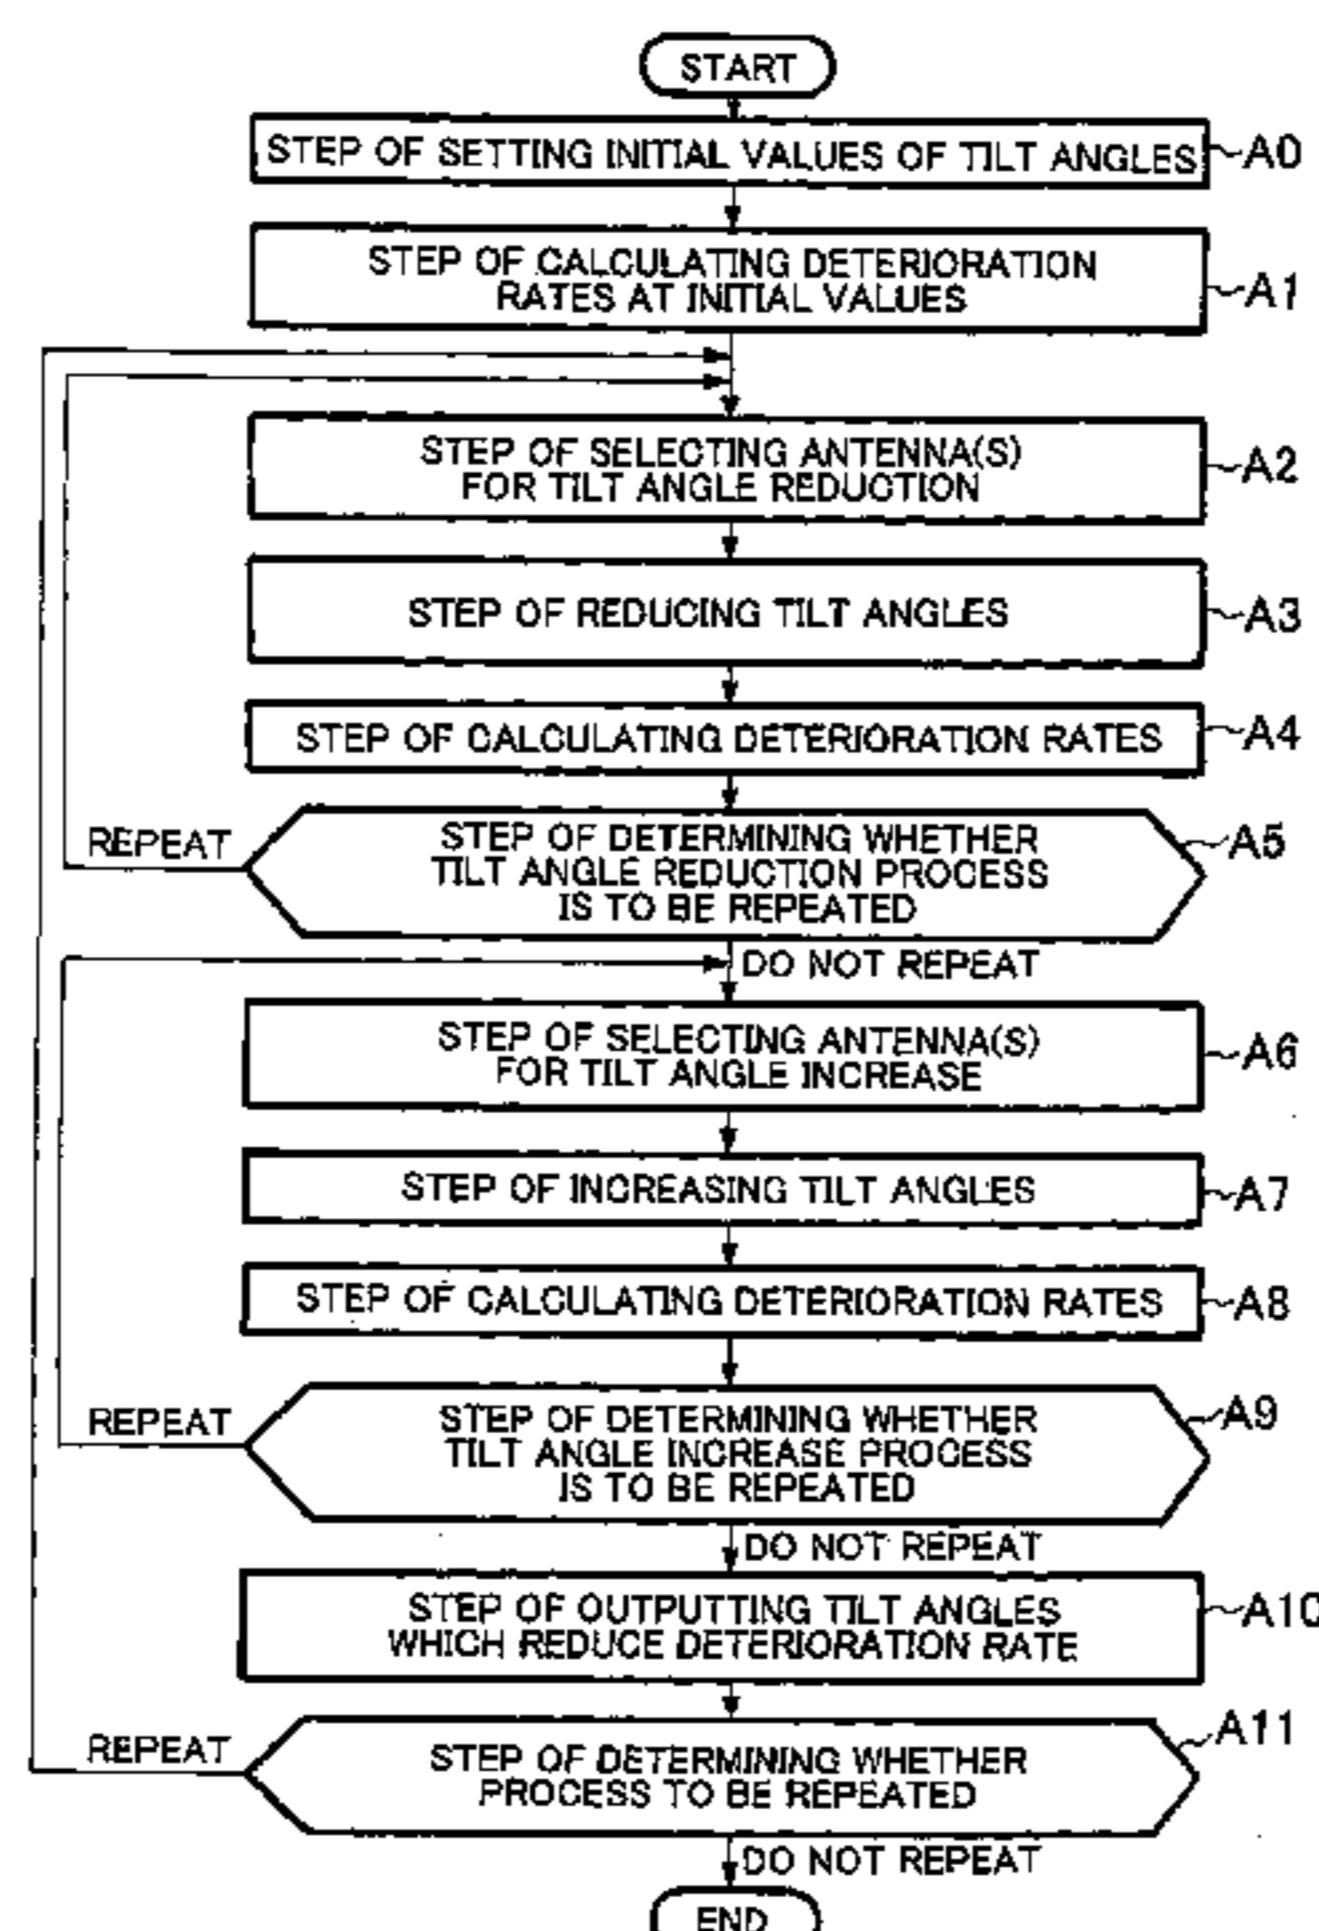 START
STEP OF SETTING INITIAL VALUES OF TILT ANGLES
A0
STEP OF CALCULATING DETERIORATION
RATES AT INITIAL VALUES
A1
STEP OF SELECTING ANTENNA(S)
FOR TILT ANGLE REDUCTION
A2
STEP OF REDUCING TILT ANGLES
A3
STEP OF CALCULATING DETERIORATION RATES
A4
REPEAT
STEP OF DETERMINING WHETHER
TILT ANGLE REDUCTION PROCESS
IS TO BE REPEATED
A5
DO NOT REPEAT
STEP OF SELECTING ANTENNA(S)
FOR TILT ANGLE INCREASE
A6
STEP OF INCREASING TILT ANGLES
A7
STEP OF CALCULATING DETERIORATION RATES
A8
REPEAT
STEP OF DETERMINING WHETHER
TILT ANGLE INCREASE PROCESS
IS TO BE REPEATED
A9
DO NOT REPEAT
STEP OF OUTPUTTING TILT ANGLES
WHICH REDUCE DETERIORATION RATE
A10
REPEAT
STEP OF DETERMINING WHETHER
PROCESS TO BE REPEATED
A11
DO NOT REPEAT
END